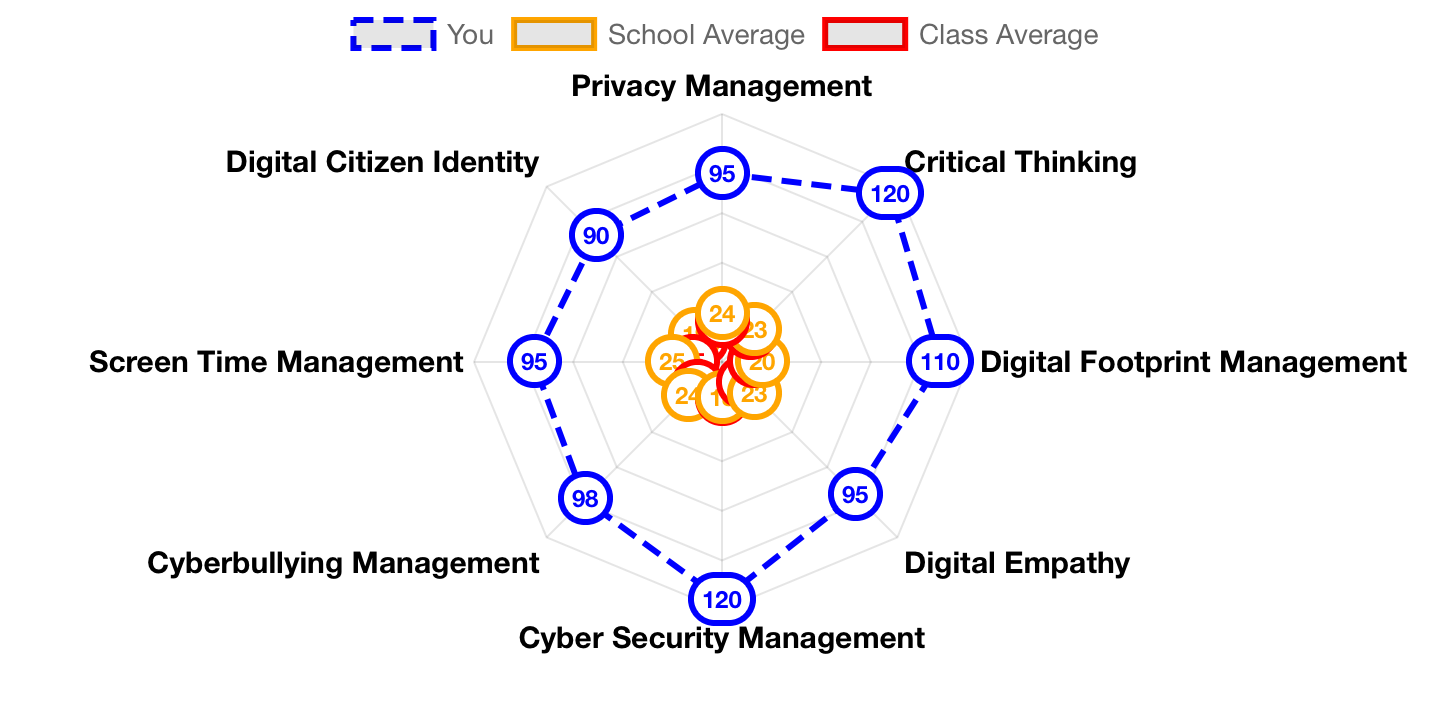 You School Average Class Average
Privacy Management
Digital Citizen Identity Critical Thinking
95
120
90
24
23
Screen Time Management 95 25 20 110 Digital Footprint Management
24 23
98 95
Cyberbullying Management Digital Empathy
120
Cyber Security Management